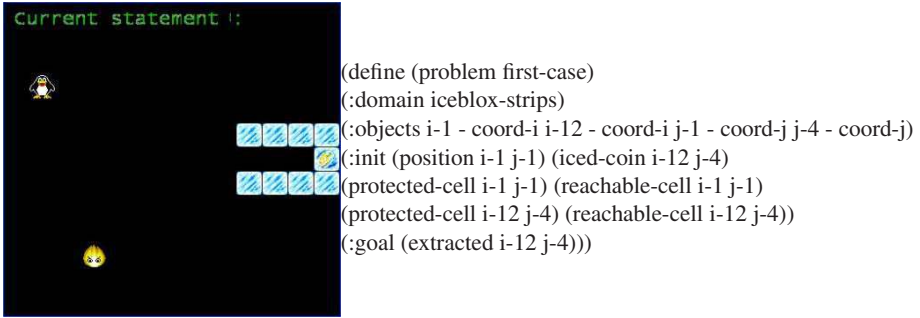 Current statement :
(define (problem first-case)
(:domain iceblox-strips)
(:objects i-1 - coord-i i-12 - coord-i j-1 - coord-j j-4 - coord-j)
(:init (position i-1 j-1) (iced-coin i-12 j-4)
(protected-cell i-1 j-1) (reachable-cell i-1 j-1)
(protected-cell i-12 j-4) (reachable-cell i-12 j-4))
(:goal (extracted i-12 j-4)))